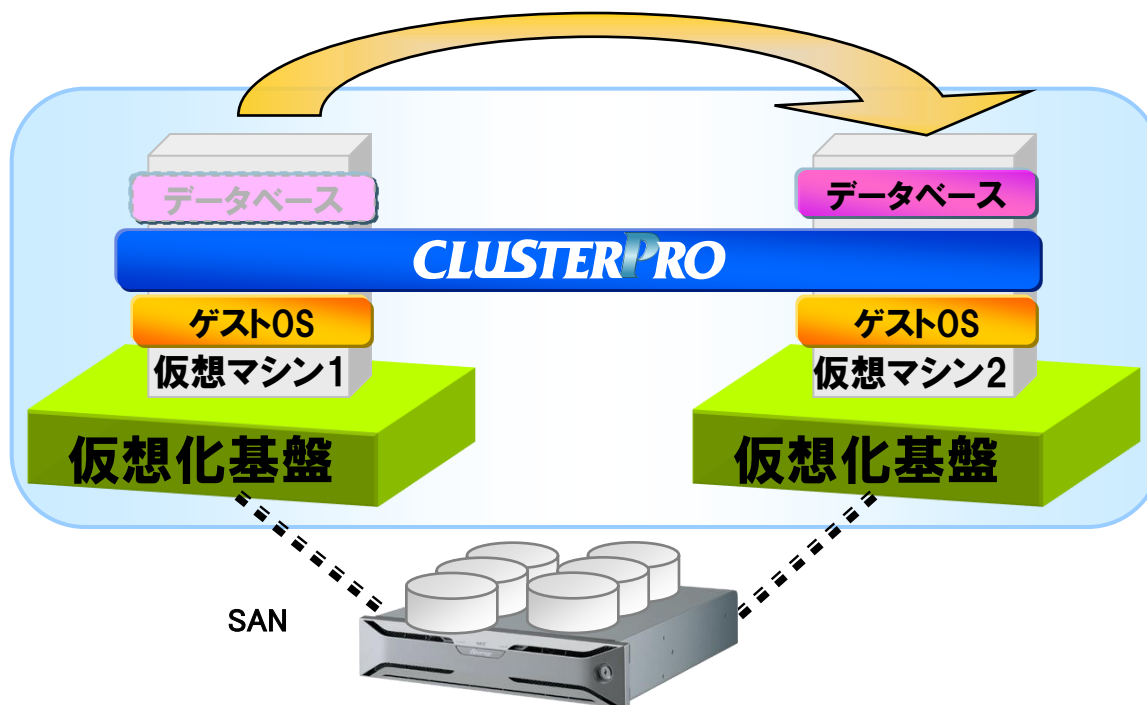 データベース
データベース
CLUSTERPRO
ゲストOS
ゲストOS
仮想マシン1
仮想マシン2
仮想化基盤
仮想化基盤
SAN